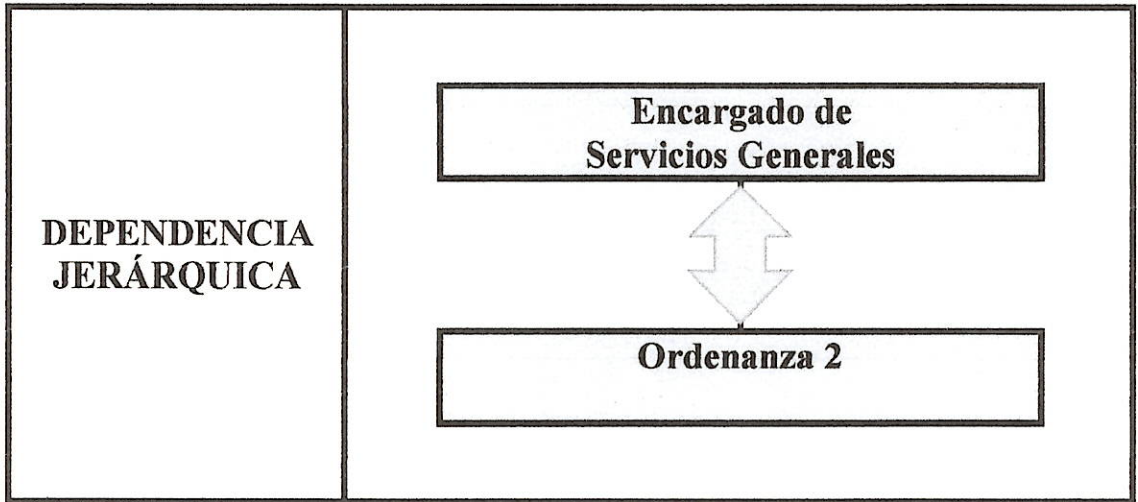 DEPENDENCIA
JERÁRQUICA
Encargado de
Servicios Generales
Ordenanza 2